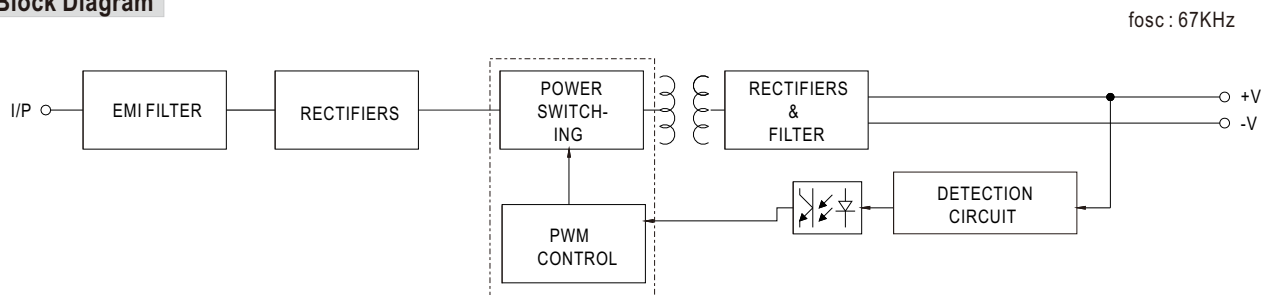 Block Diagram
fosc : 67KHz
I/P
EMI FILTER
RECTIFIERS
POWER
SWITCH-
ING
RECTIFIERS
&
FILTER
+V
-V
DETECTION
CIRCUIT
PWM
CONTROL